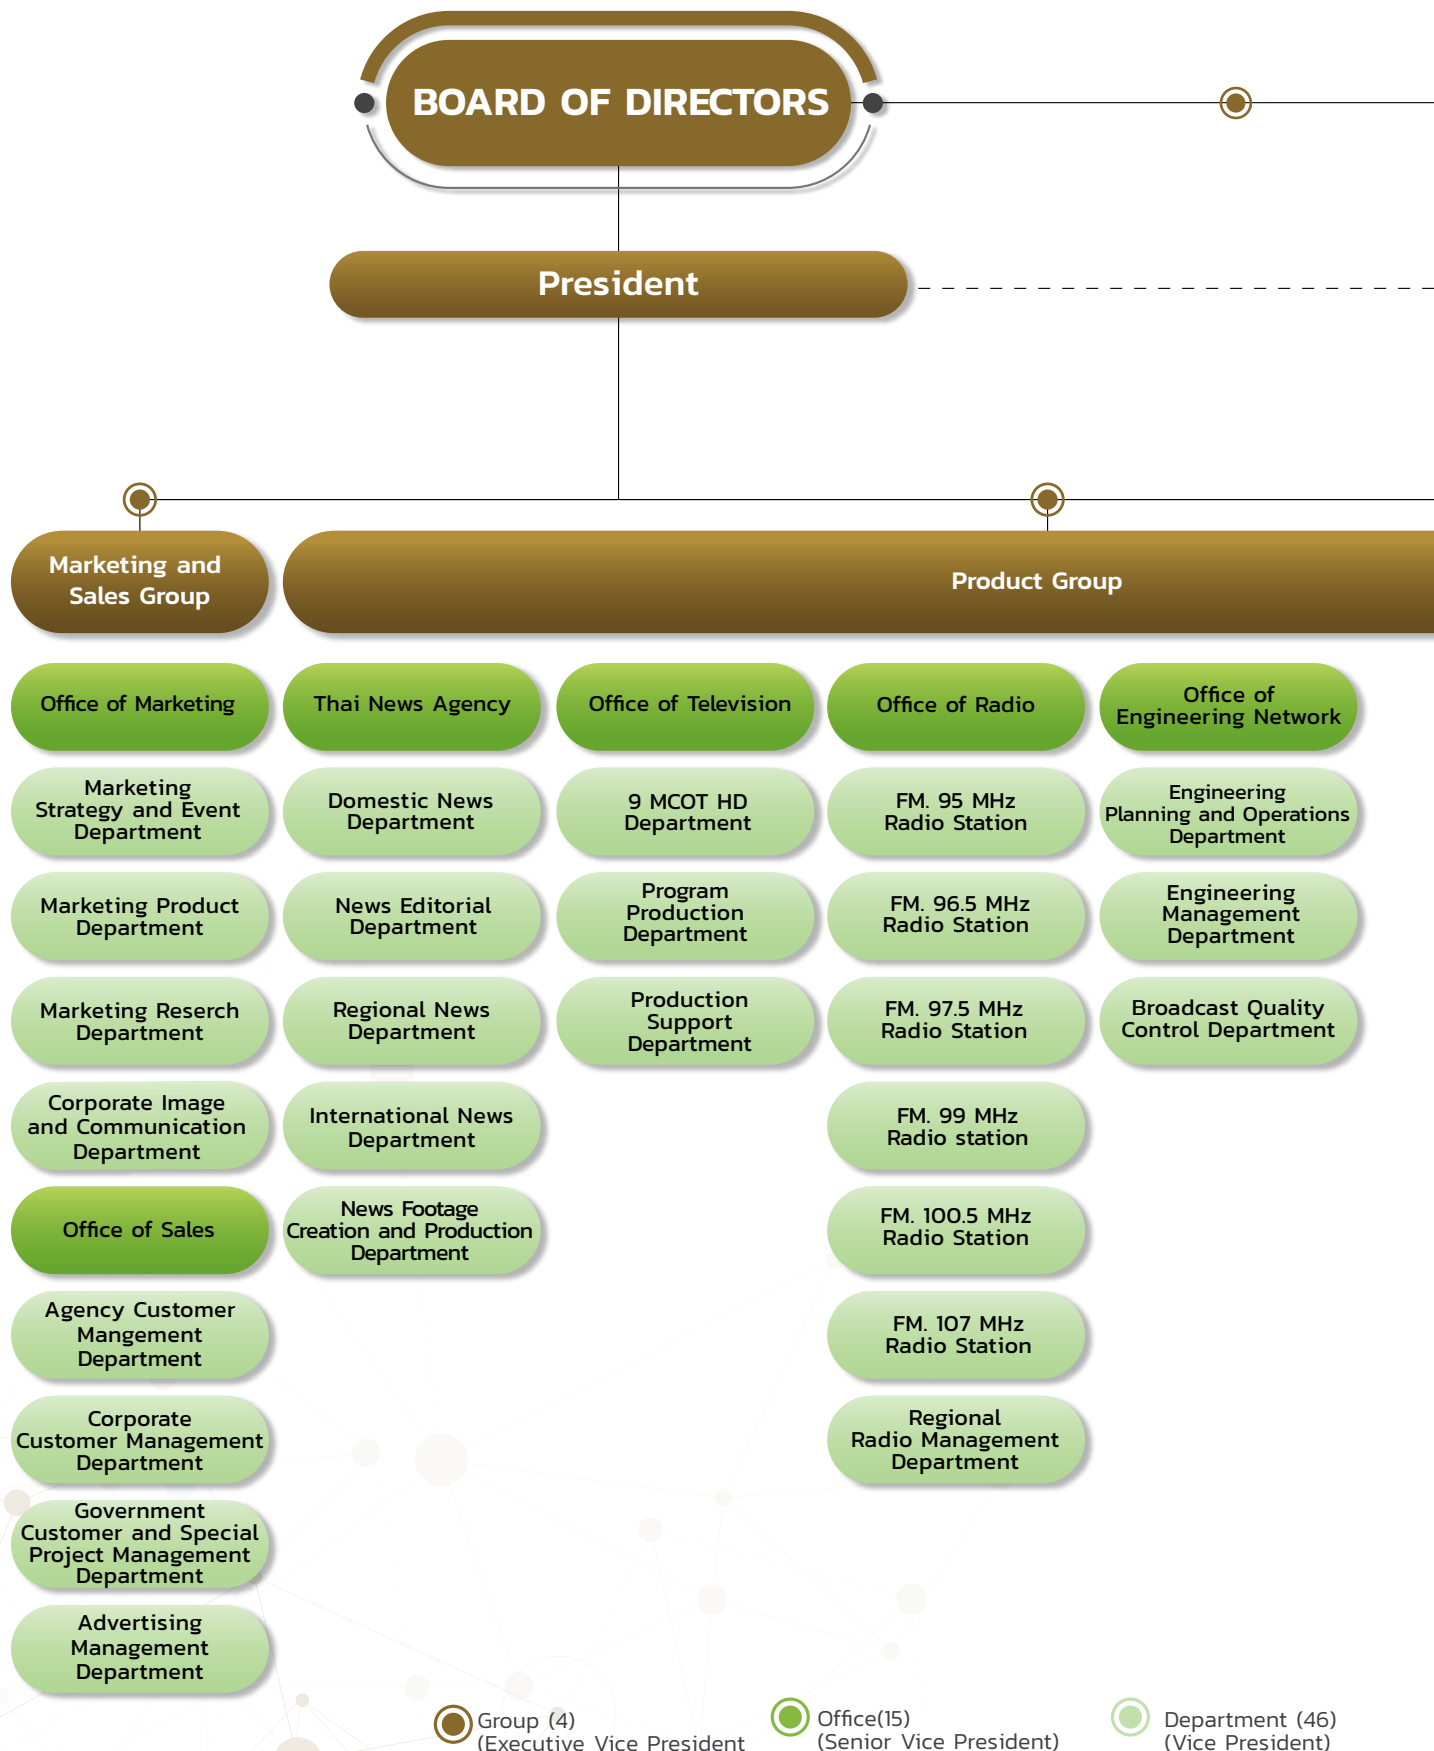 BOARD OF DIRECTORS
President
Marketing and
Sales Group
Product Group
Office of Marketing
Marketing
Strategy and Event
Department
Marketing Product
Department
Marketing Reserch
Department
Corporate Image
and Communication
Department
Office of Sales
Agency Customer
Mangement
Department
Corporate
Customer Management
Department
Government
Customer and Special
Project Management
Department
Advertising
Management
Department
Thai News Agency
Domestic News
Department
News Editorial
Department
Regional News
Department
International News
Department
News Footage
Creation and Production
Department
Office of Television
9 MCOT HD
Department
Program
Production
Department
Production
Support
Department
Office of Radio
FM. 95 MHz
Radio Station
FM. 96.5 MHz
Radio Station
FM. 97.5 MHz
Radio Station
FM. 99 MHz
Radio station
FM. 100.5 MHz
Radio Station
FM. 107 MHz
Radio Station
Regional
Radio Management
Department
Office of
Engineering Network
Engineering
Planning and Operations
Department
Engineering
Management
Department
Broadcast Quality
Control Department
Group (4)
(Executive Vice President
Office(15)
(Senior Vice President)
Department (46)
(Vice President)